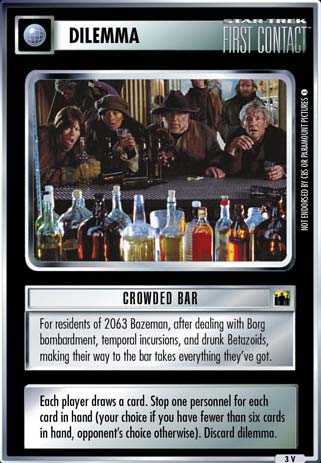 DILEMMA
STAR TREK
FIRST CONTACT
NOT ENDORSED BY CBS OR PARAMOUNT PICTURES
CROWDED BAR
For residents of 2063 Bozeman, after dealing with Borg
bombardment, temporal incursions, and drunk Betazoids,
making their way to the bar takes everything they've got.
Each player draws a card. Stop one personnel for each
card in hand (your choice if you have fewer than six cards
in hand, opponent's choice otherwise). Discard dilemma.
3 V